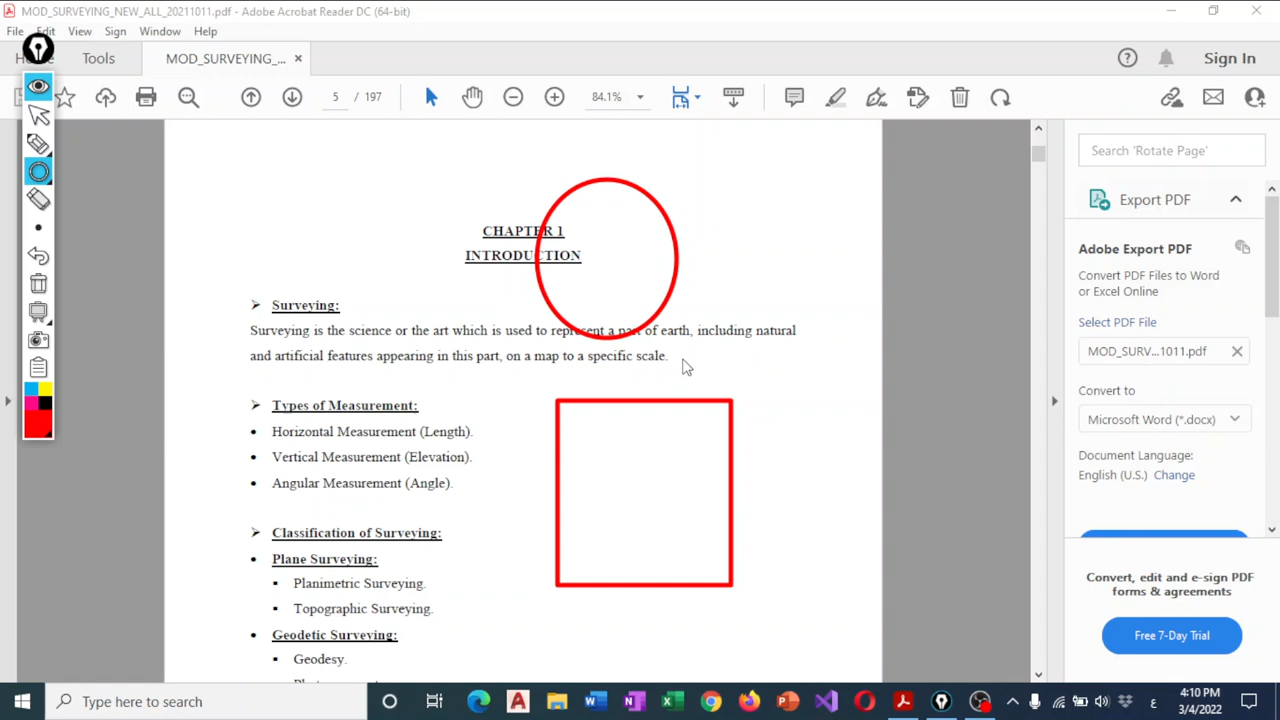 MOD_SURVEYING_NEW_ALL_20211011.pdf - Adobe Acrobat Reader DC (64-bit)
File Edit View Sign Window Help
Tools MOD_SURVEYING_... × Sign In
5 / 197 84.1%
Search 'Rotate Page'
Export PDF
Adobe Export PDF
Convert PDF Files to Word
or Excel Online
Select PDF File
MOD_SURV...1011.pdf
Convert to
Microsoft Word (*.docx)
Document Language:
English (U.S.) Change
Convert, edit and e-sign PDF
forms & agreements
Free 7-Day Trial
CHAPTER 1
INTRODUCTION
➢ Surveying:
Surveying is the science or the art which is used to represent a part of earth, including natural
and artificial features appearing in this part, on a map to a specific scale.
➢ Types of Measurement:
• Horizontal Measurement (Length).
• Vertical Measurement (Elevation).
• Angular Measurement (Angle).
➢ Classification of Surveying:
• Plane Surveying:
▪ Planimetric Surveying.
▪ Topographic Surveying.
• Geodetic Surveying:
▪ Geodesy.
Type here to search
ع
4:10 PM
3/4/2022